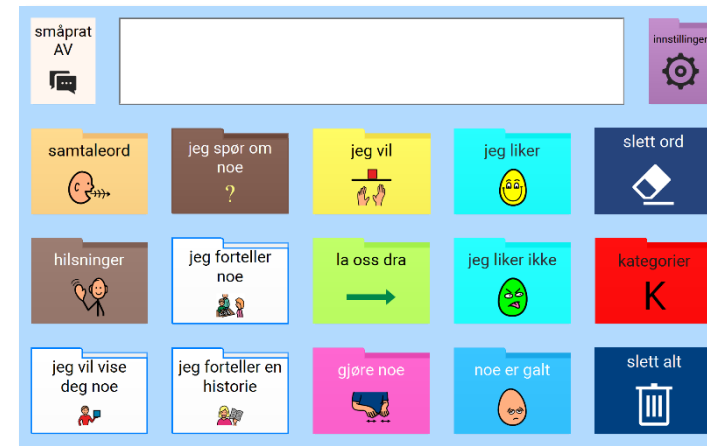 småprat
AV
innstillinger
samtaleord
jeg spør om
noe
?
jeg vil
jeg liker
slett ord
hilsninger
jeg forteller
noe
la oss dra
jeg liker ikke
kategorier
K
jeg vil vise
deg noe
jeg forteller en
historie
gjøre noe
noe er galt
slett alt